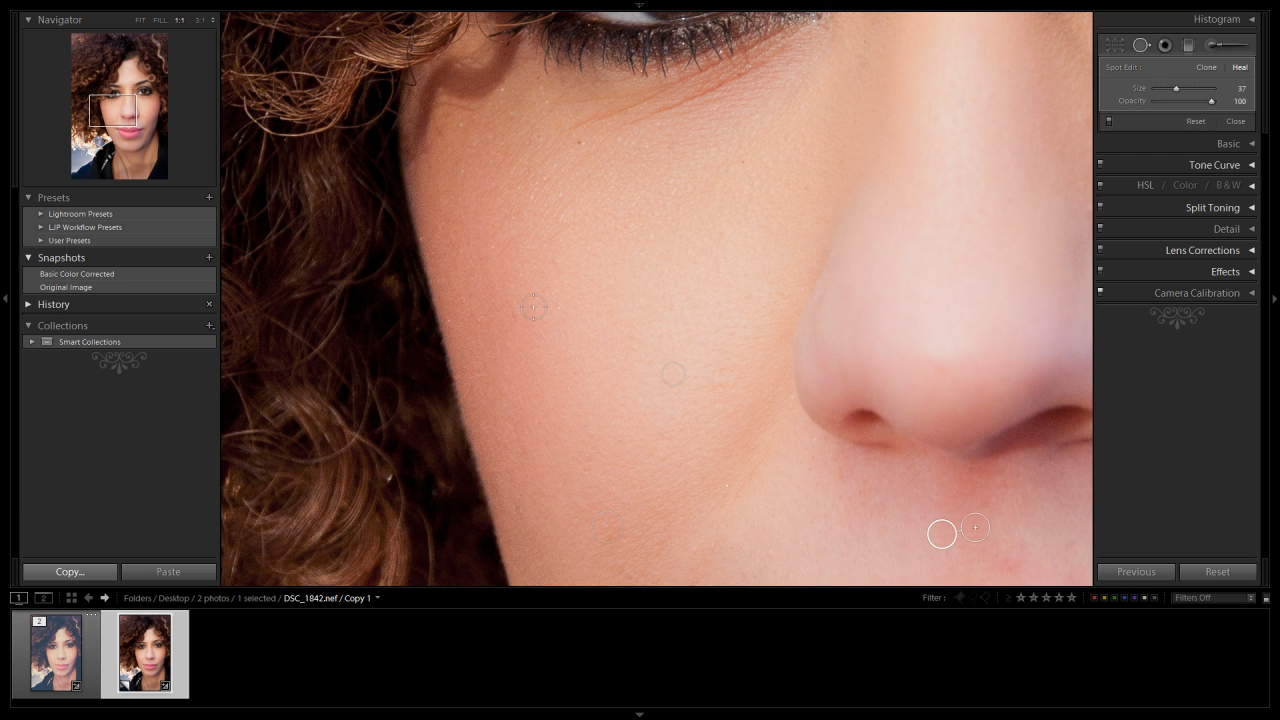 Navigator FIT FILL 1:1 3:1
Presets +
Lightroom Presets
LJP Workflow Presets
User Presets
Snapshots +
Basic Color Corrected
Original Image
History ×
Collections +
Smart Collections
Copy... Paste
Histogram
Spot Edit : Clone Heal
Size 37
Opacity 100
Reset Close
Basic
Tone Curve
HSL / Color / B & W
Split Toning
Detail
Lens Corrections
Effects
Camera Calibration
Previous Reset
1 2 Folders / Desktop / 2 photos / 1 selected / DSC_1842.nef / Copy 1 Filter : ≥ Filters Off
2